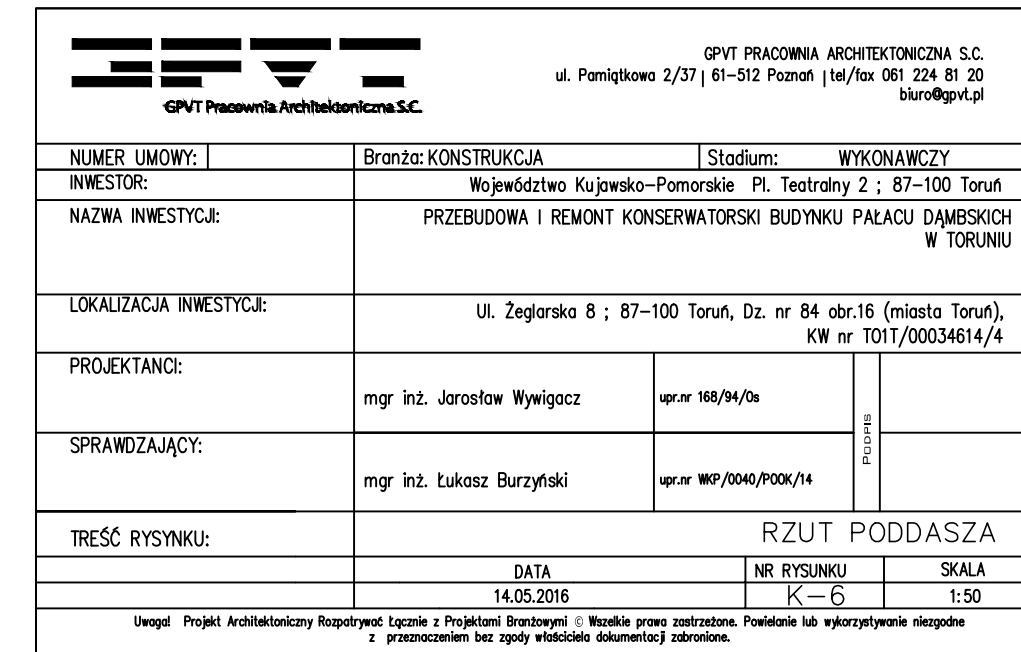 GPVT Pracownia Architektoniczna S.C.
GPVT PRACOWNIA ARCHITEKTONICZNA S.C.
ul. Pamiątkowa 2/37 | 61-512 Poznań | tel/fax 061 224 81 20
biuro@gpvt.pl
NUMER UMOWY: Branża: KONSTRUKCJA Stadium: WYKONAWCZY
INWESTOR: Województwo Kujawsko-Pomorskie Pl. Teatralny 2 ; 87-100 Toruń
NAZWA INWESTYCJI: PRZEBUDOWA I REMONT KONSERWATORSKI BUDYNKU PAŁACU DĄMBSKICH
W TORUNIU
LOKALIZACJA INWESTYCJI: Ul. Żeglarska 8 ; 87-100 Toruń, Dz. nr 84 obr.16 (miasta Toruń),
KW nr TO1T/00034614/4
PROJEKTANCI:
mgr inż. Jarosław Wywigacz upr.nr 168/94/Os
Podpis
SPRAWDZAJĄCY:
mgr inż. Łukasz Burzyński upr.nr WKP/0040/POOK/14
TREŚĆ RYSYNKU: RZUT PODDASZA
DATA NR RYSUNKU SKALA
14.05.2016 K-6 1:50
Uwaga! Projekt Architektoniczny Rozpatrywać Łącznie z Projektami Branżowymi © Wszelkie prawa zastrzeżone. Powielanie lub wykorzystywanie niezgodne
z przeznaczeniem bez zgody właściciela dokumentacji zabronione.